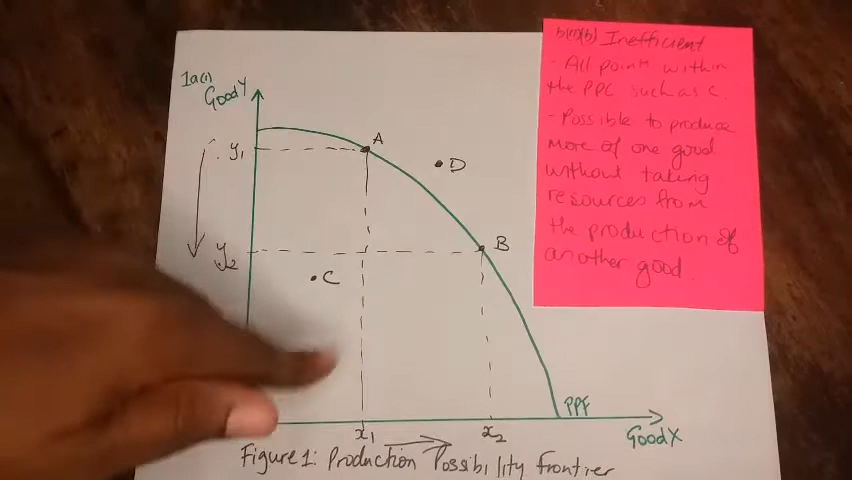 1a(i)
Good Y
y1
A
D
y2
B
C
PPF
x1
x2
Good X
Figure 1: Production Possibility Frontier
Inefficient
- All points within
the PPC such as C.
- Possible to produce
more of one good
without taking
resources from
the production of
another good.